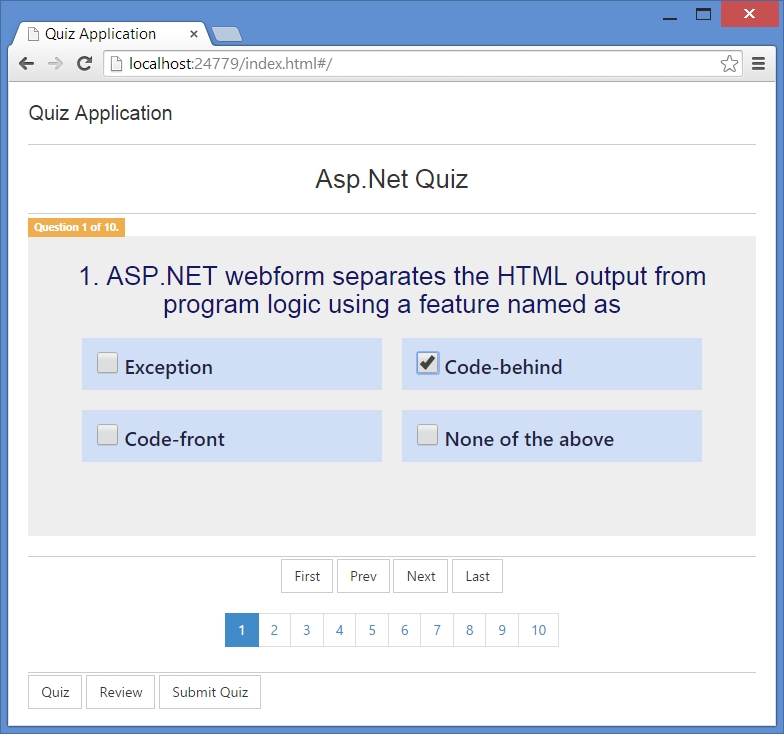 Quiz Application
localhost:24779/index.html#/
Quiz Application
Asp.Net Quiz
Question 1 of 10.
1. ASP.NET webform separates the HTML output from
program logic using a feature named as
Exception
Code-behind
Code-front
None of the above
First Prev Next Last
1 2 3 4 5 6 7 8 9 10
Quiz Review Submit Quiz